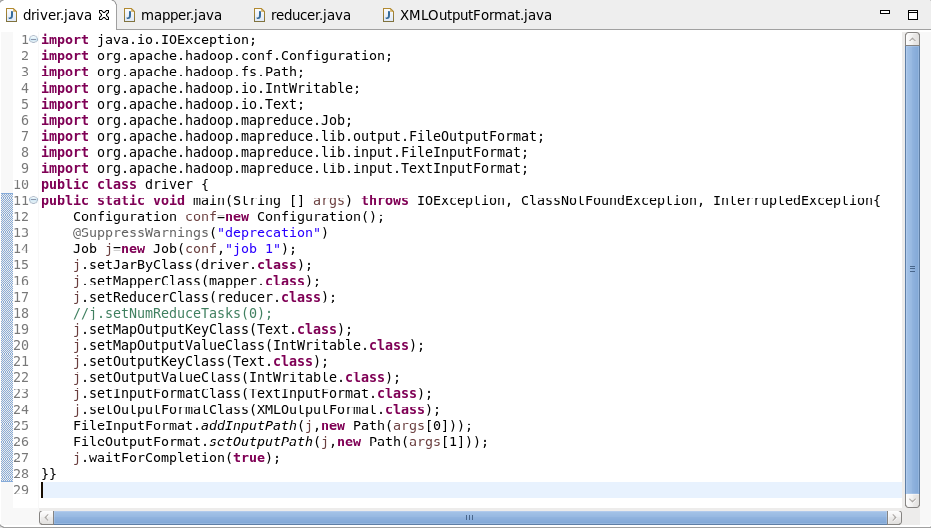 driver.java mapper.java reducer.java XMLOutputFormat.java
1 import java.io.IOException;
2 import org.apache.hadoop.conf.Configuration;
3 import org.apache.hadoop.fs.Path;
4 import org.apache.hadoop.io.IntWritable;
5 import org.apache.hadoop.io.Text;
6 import org.apache.hadoop.mapreduce.Job;
7 import org.apache.hadoop.mapreduce.lib.output.FileOutputFormat;
8 import org.apache.hadoop.mapreduce.lib.input.FileInputFormat;
9 import org.apache.hadoop.mapreduce.lib.input.TextInputFormat;
10 public class driver {
11 public static void main(String [] args) throws IOException, ClassNotFoundException, InterruptedException{
12 Configuration conf=new Configuration();
13 @SuppressWarnings("deprecation")
14 Job j=new Job(conf,"job 1");
15 j.setJarByClass(driver.class);
16 j.setMapperClass(mapper.class);
17 j.setReducerClass(reducer.class);
18 //j.setNumReduceTasks(0);
19 j.setMapOutputKeyClass(Text.class);
20 j.setMapOutputValueClass(IntWritable.class);
21 j.setOutputKeyClass(Text.class);
22 j.setOutputValueClass(IntWritable.class);
23 j.setInputFormatClass(TextInputFormat.class);
24 j.setOutputFormatClass(XMLOutputFormat.class);
25 FileInputFormat.addInputPath(j,new Path(args[0]));
26 FileOutputFormat.setOutputPath(j,new Path(args[1]));
27 j.waitForCompletion(true);
28 }}
29